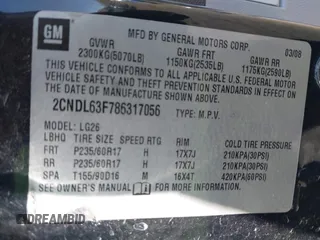 GM
MFD BY GENERAL MOTORS CORP.
03/08
GVWR GAWR FRT GAWR RR
2300KG(5070LB) 1150KG(2535LB) 1175KG(2590LB)
THIS VEHICLE CONFORMS TO ALL APPLICABLE
U.S. FEDERAL MOTOR VEHICLE SAFETY STANDARDS
IN EFFECT ON THE DATE OF MANUFACTURE SHOWN ABOVE.
2CNDL63F786317056 TYPE: M.P.V.
MODEL: LG26
LBHQ TIRE SIZE SPEED RTG RIM COLD TIRE PRESSURE
FRT P235/60R17 H 17X7J 210KPA(30PSI)
RR P235/60R17 H 17X7J 210KPA(30PSI)
SPA T155/90D16 M 16X4T 420KPA(60PSI)
SEE OWNER'S MANUAL FOR MORE INFORMATION.
DREAMBID